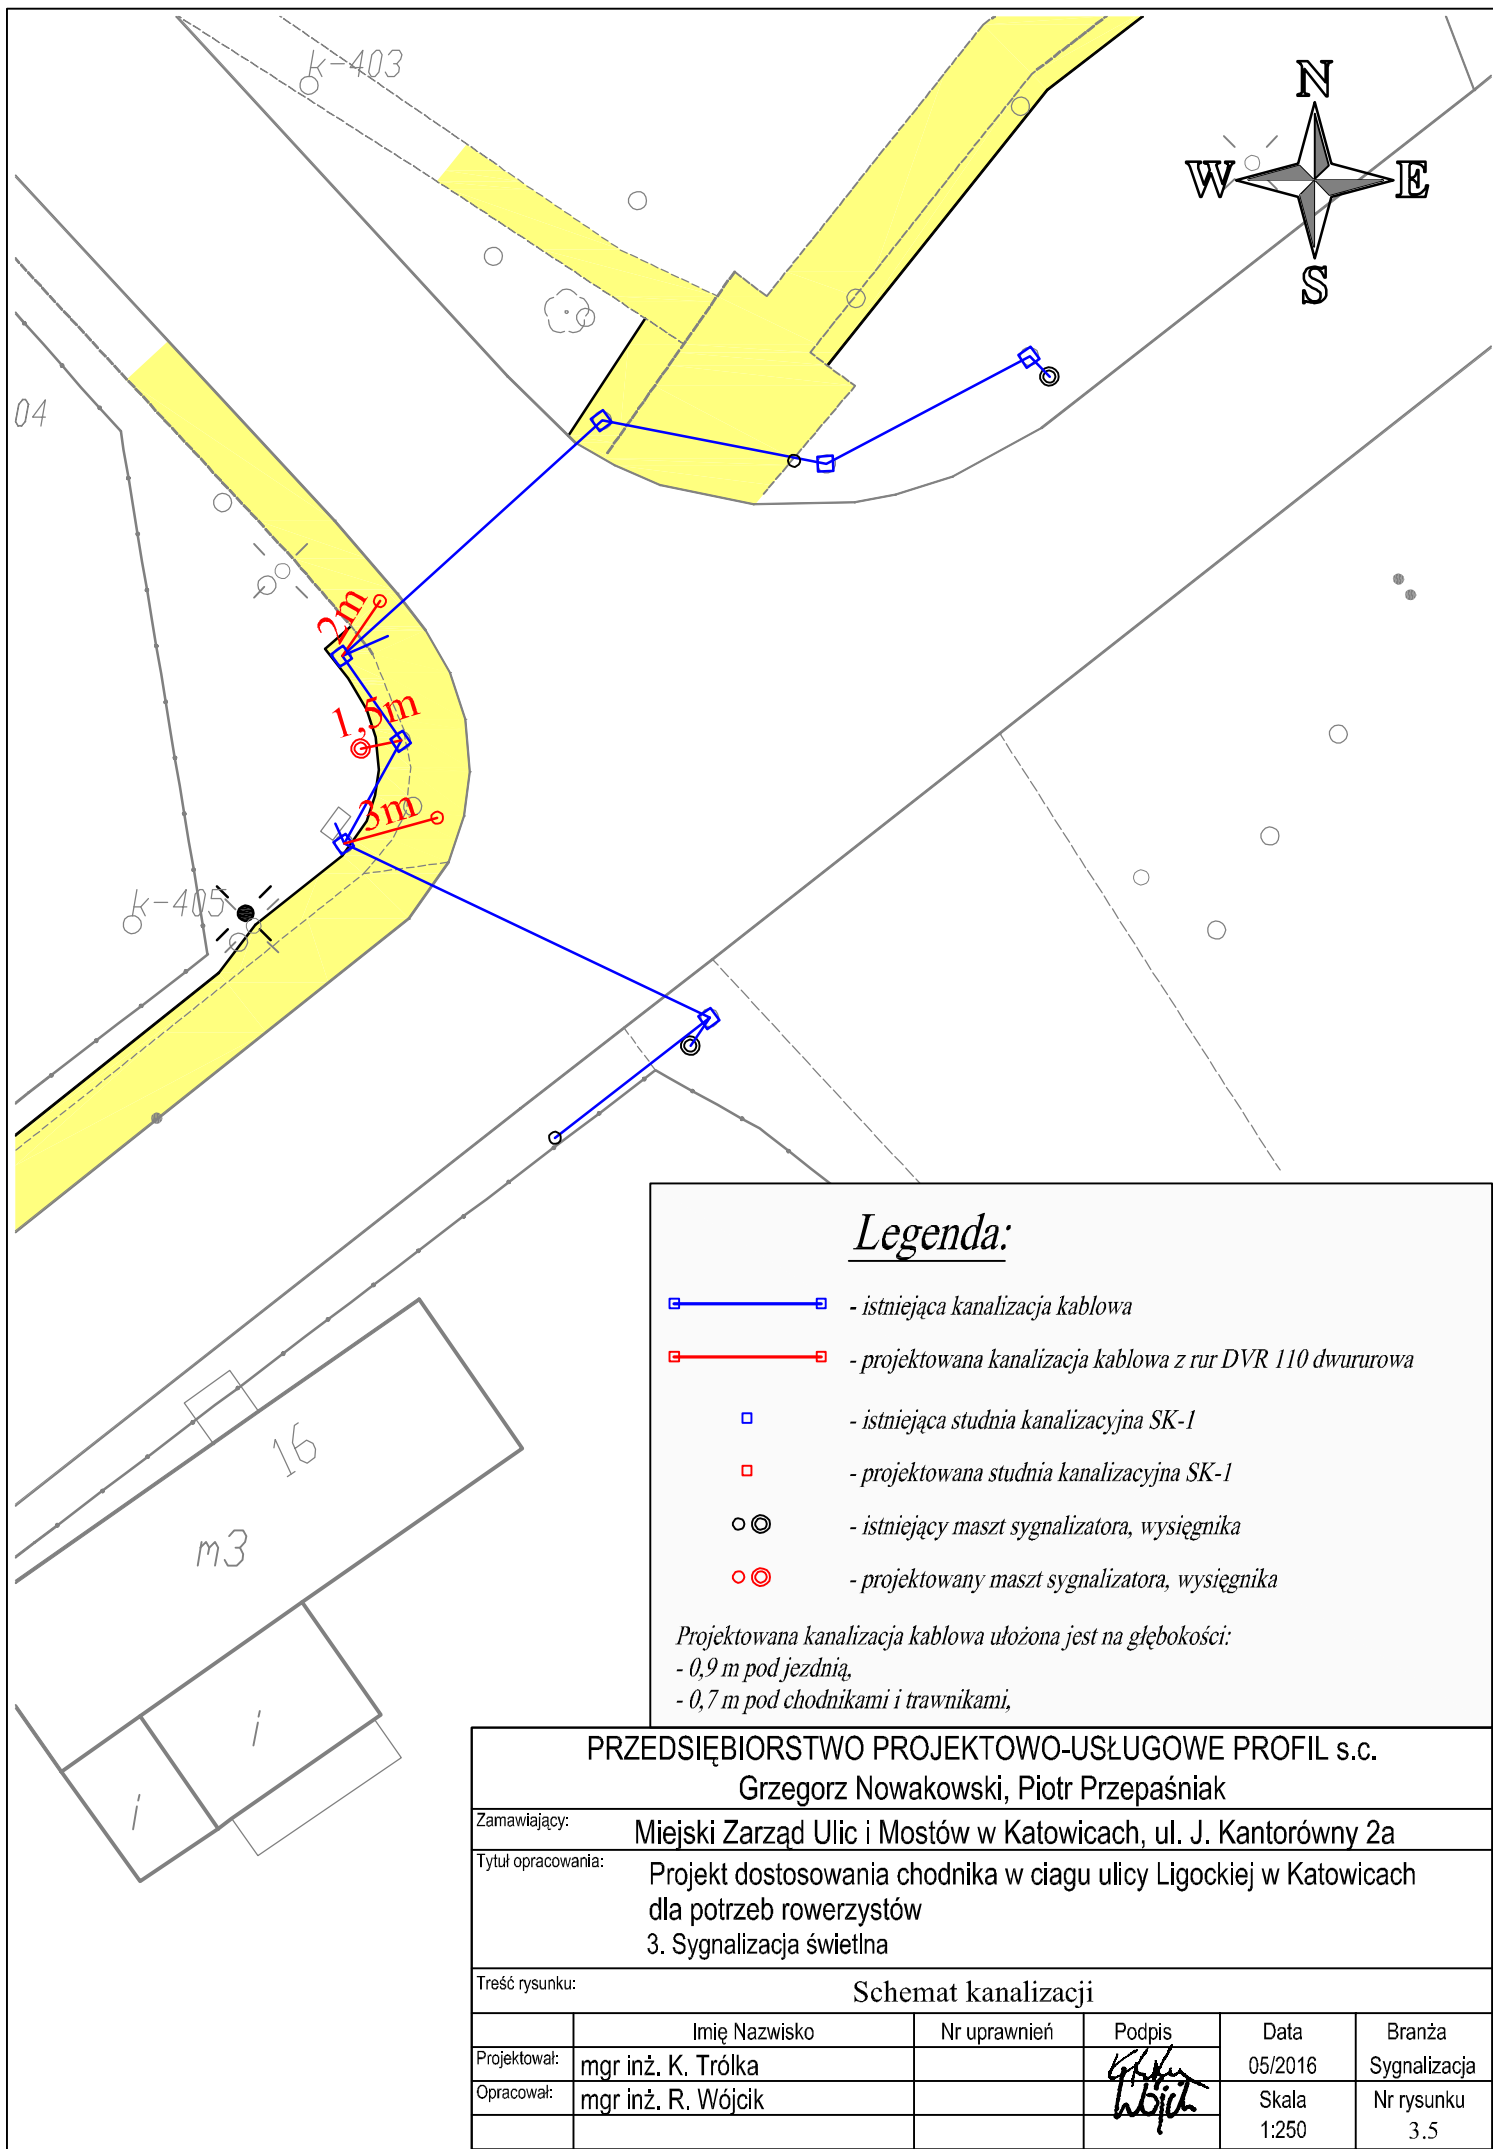 k-403
N
W E
S
04
2m
1,5m
3m
k-405
16
m3
i
i
Legenda:
- istniejąca kanalizacja kablowa
- projektowana kanalizacja kablowa z rur DVR 110 dwururowa
- istniejąca studnia kanalizacyjna SK-1
- projektowana studnia kanalizacyjna SK-1
- istniejący maszt sygnalizatora, wysięgnika
- projektowany maszt sygnalizatora, wysięgnika
Projektowana kanalizacja kablowa ułożona jest na głębokości:
- 0,9 m pod jezdnią,
- 0,7 m pod chodnikami i trawnikami,
PRZEDSIĘBIORSTWO PROJEKTOWO-USŁUGOWE PROFIL s.c.
Grzegorz Nowakowski, Piotr Przepaśniak
Zamawiający: Miejski Zarząd Ulic i Mostów w Katowicach, ul. J. Kantorówny 2a
Tytuł opracowania: Projekt dostosowania chodnika w ciagu ulicy Ligockiej w Katowicach
dla potrzeb rowerzystów
3. Sygnalizacja świetlna
Treść rysunku: Schemat kanalizacji
Imię Nazwisko Nr uprawnień Podpis Data Branża
Projektował: mgr inż. K. Trólka 05/2016 Sygnalizacja
Opracował: mgr inż. R. Wójcik Wójcik Skala Nr rysunku
1:250 3.5